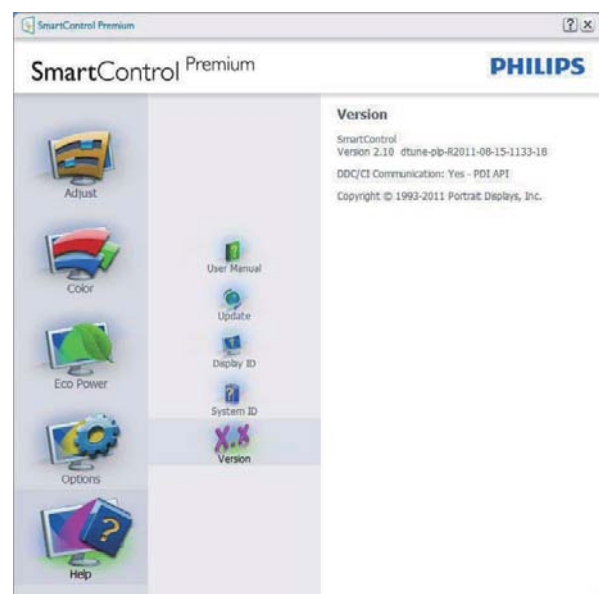 SmartControl Premium
? X
SmartControl Premium
PHILIPS
Adjust
Color
Eco Power
Options
? Help
User Manual
Update
Display ID
? System ID
X.X
Version
Version
SmartControl
Version 2.10 dtune-plp-R2011-08-15-1133-18
DDC/CI Communication: Yes - PDI API
Copyright © 1993-2011 Portrait Displays, Inc.